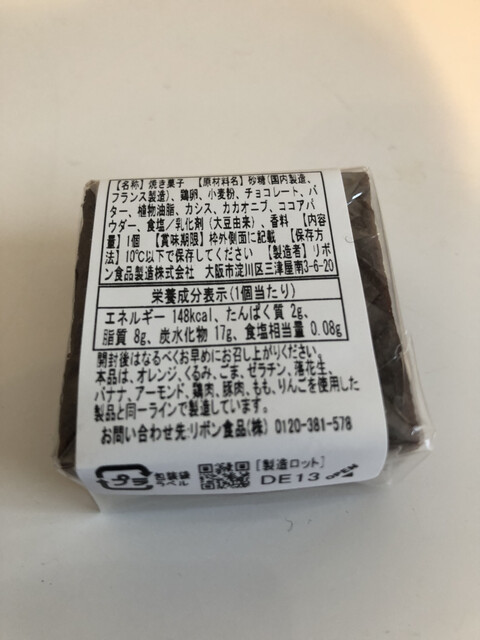 【名称】焼き菓子 【原材料名】砂糖(国内製造、
フランス製造)、鶏卵、小麦粉、チョコレート、バ
ター、植物油脂、カシス、カカオニブ、ココアパ
ウダー、食塩／乳化剤(大豆由来)、香料 【内容
量】1個 【賞味期限】枠外側面に記載 【保存方
法】10℃以下で保存してください 【製造者】リボ
ン食品製造株式会社 大阪市淀川区三津屋南3-6-20
栄養成分表示(1個当たり)
エネルギー 148kcal、たんぱく質 2g、
脂質 8g、炭水化物 17g、食塩相当量 0.08g
開封後はなるべくお早めにお召し上がりください。
本品は、オレンジ、くるみ、ごま、ゼラチン、落花生、
バナナ、アーモンド、鶏肉、豚肉、もも、りんごを使用した
製品と同一ラインで製造しています。
お問い合わせ先:リボン食品(株) 0120-381-578
プラ
包装袋
ラベル
【製造ロット】
DE13